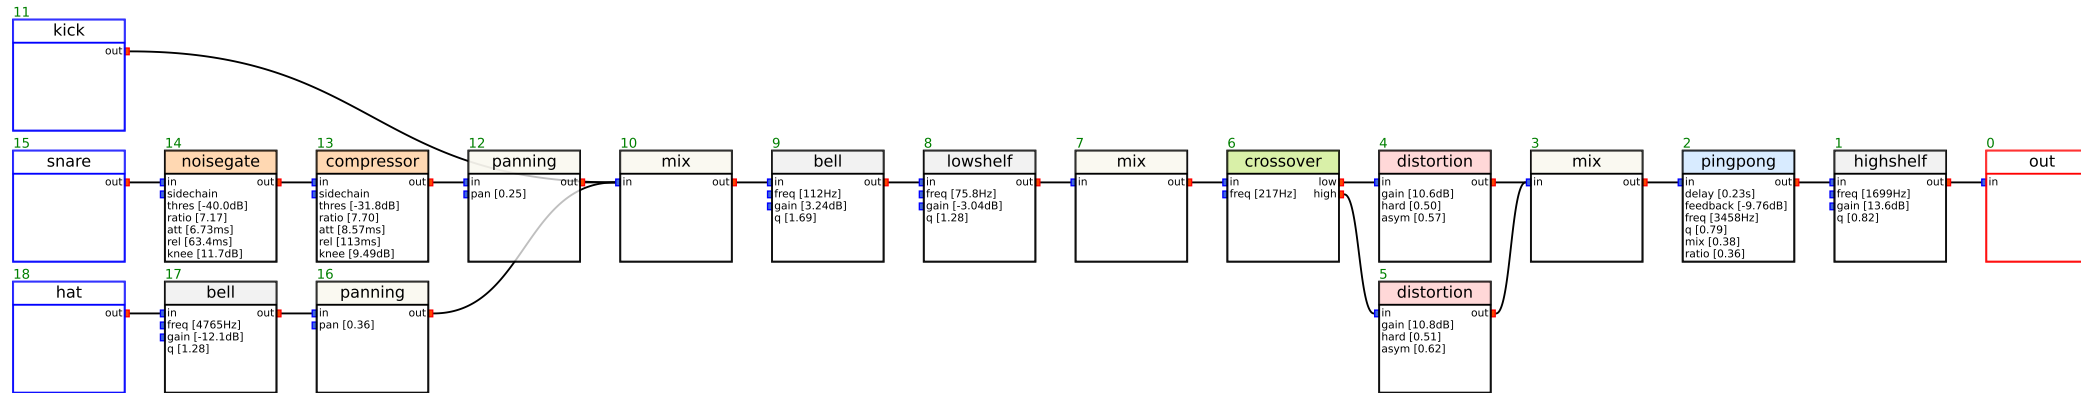 11
kick
out
15
snare
out
14
noisegate
in out
sidechain
thres [-40.0dB]
ratio [7.17]
att [6.73ms]
rel [63.4ms]
knee [11.7dB]
13
compressor
in out
sidechain
thres [-31.8dB]
ratio [7.70]
att [8.57ms]
rel [113ms]
knee [9.49dB]
12
panning
in out
pan [0.25]
10
mix
in out
9
bell
in out
freq [112Hz]
gain [3.24dB]
q [1.69]
8
lowshelf
in out
freq [75.8Hz]
gain [-3.04dB]
q [1.28]
7
mix
in out
6
crossover
in low
freq [217Hz] high
4
distortion
in out
gain [10.6dB]
hard [0.50]
asym [0.57]
3
mix
in out
2
pingpong
in out
delay [0.23s]
feedback [-9.76dB]
freq [3458Hz]
q [0.79]
mix [0.38]
ratio [0.36]
1
highshelf
in out
freq [1699Hz]
gain [13.6dB]
q [0.82]
0
out
in
18
hat
out
17
bell
in out
freq [4765Hz]
gain [-12.1dB]
q [1.28]
16
panning
in out
pan [0.36]
5
distortion
in out
gain [10.8dB]
hard [0.51]
asym [0.62]